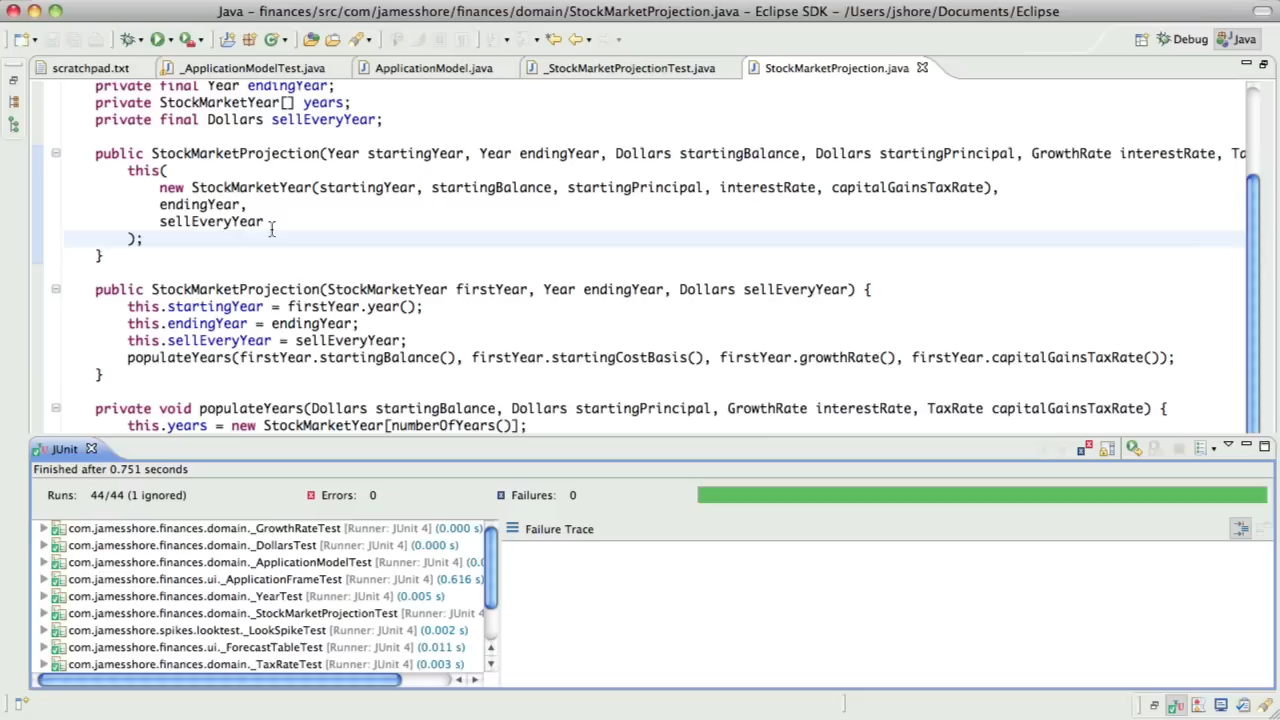 Java - finances/src/com/jamesshore/finances/domain/StockMarketProjection.java - Eclipse SDK - /Users/jshore/Documents/Eclipse
Debug Java
scratchpad.txt _ApplicationModelTest.java ApplicationModel.java _StockMarketProjectionTest.java StockMarketProjection.java
private final Year endingYear;
private StockMarketYear[] years;
private final Dollars sellEveryYear;
public StockMarketProjection(Year startingYear, Year endingYear, Dollars startingBalance, Dollars startingPrincipal, GrowthRate interestRate, Ta
this(
new StockMarketYear(startingYear, startingBalance, startingPrincipal, interestRate, capitalGainsTaxRate),
endingYear,
sellEveryYear
);
}
public StockMarketProjection(StockMarketYear firstYear, Year endingYear, Dollars sellEveryYear) {
this.startingYear = firstYear.year();
this.endingYear = endingYear;
this.sellEveryYear = sellEveryYear;
populateYears(firstYear.startingBalance(), firstYear.startingCostBasis(), firstYear.growthRate(), firstYear.capitalGainsTaxRate());
}
private void populateYears(Dollars startingBalance, Dollars startingPrincipal, GrowthRate interestRate, TaxRate capitalGainsTaxRate) {
this.years = new StockMarketYear[numberOfYears()];
JUnit
Finished after 0.751 seconds
Runs: 44/44 (1 ignored) Errors: 0 Failures: 0
com.jamesshore.finances.domain._GrowthRateTest [Runner: JUnit 4] (0.000 s)
com.jamesshore.finances.domain._DollarsTest [Runner: JUnit 4] (0.000 s)
com.jamesshore.finances.domain._ApplicationModelTest [Runner: JUnit 4] (0.0
com.jamesshore.finances.ui._ApplicationFrameTest [Runner: JUnit 4] (0.616 s)
com.jamesshore.finances.domain._YearTest [Runner: JUnit 4] (0.005 s)
com.jamesshore.finances.domain._StockMarketProjectionTest [Runner: JUnit 4
com.jamesshore.spikes.looktest._LookSpikeTest [Runner: JUnit 4] (0.002 s)
com.jamesshore.finances.ui._ForecastTableTest [Runner: JUnit 4] (0.011 s)
com.jamesshore.finances.domain._TaxRateTest [Runner: JUnit 4] (0.003 s)
Failure Trace